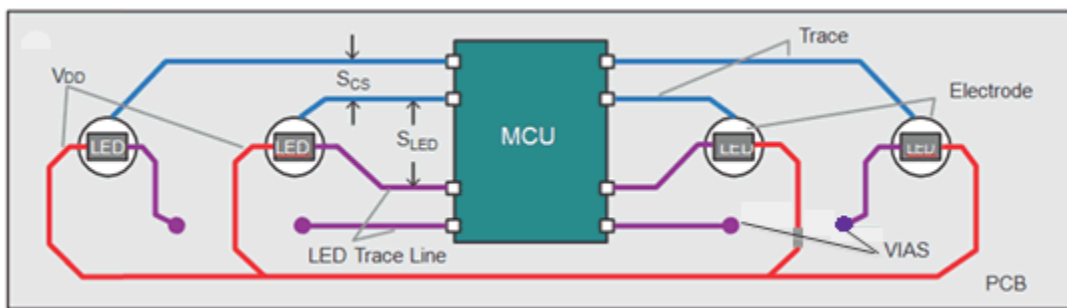 Trace
VDD
SCS
Electrode
LED
LED
SLED
MCU
LED
LED
LED Trace Line
VIAS
PCB